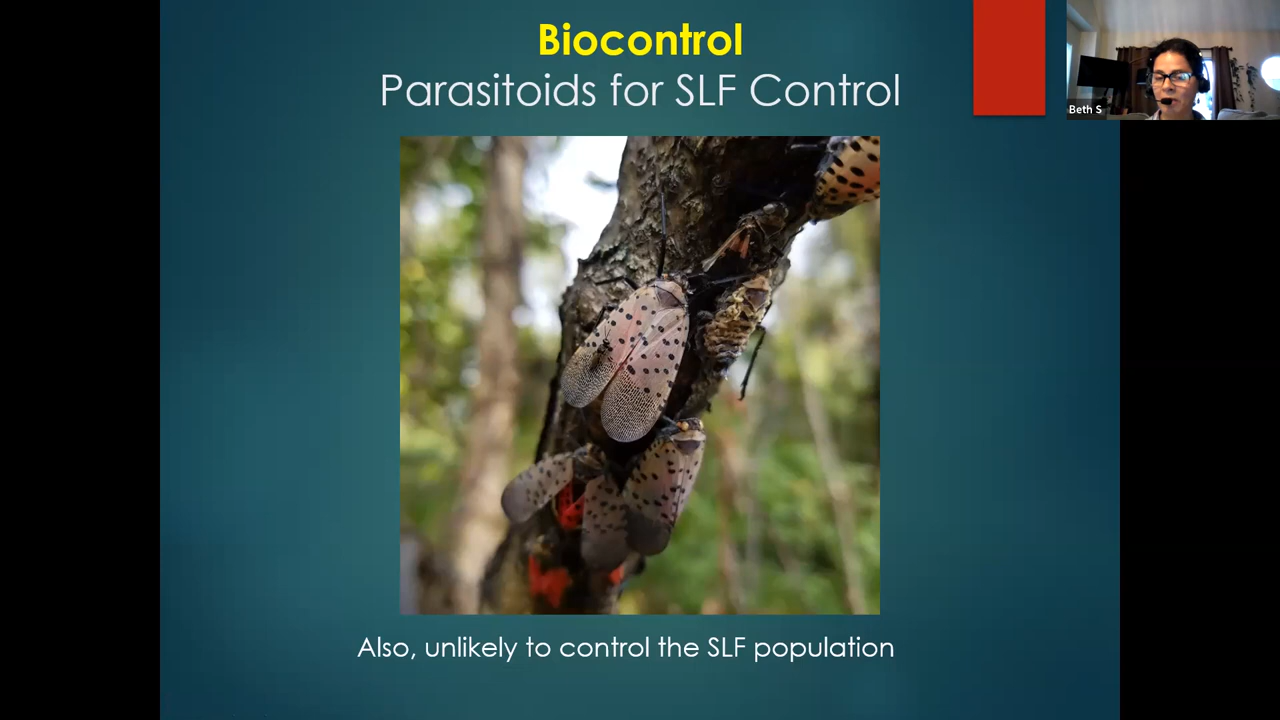 Biocontrol
Parasitoids for SLF Control
Beth S
Also, unlikely to control the SLF population